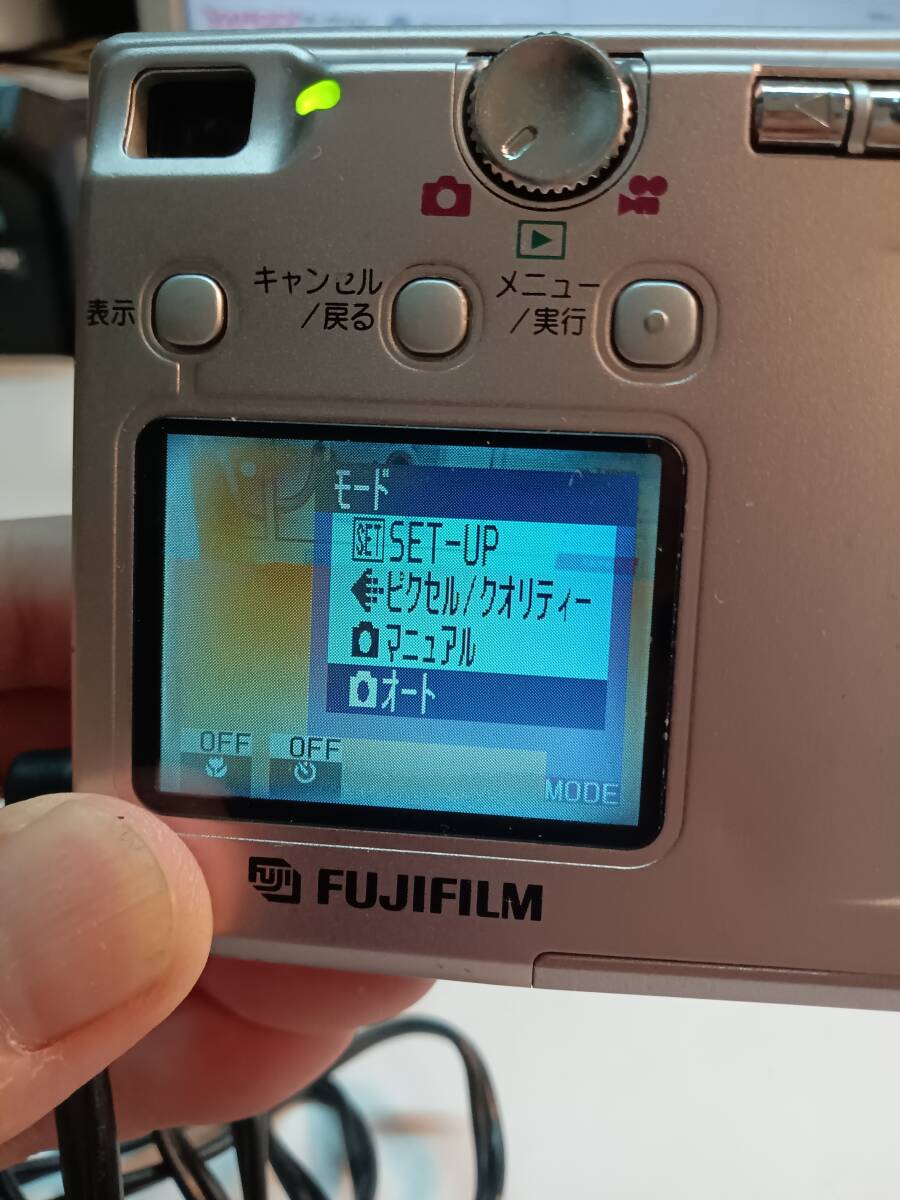 キャンセル
/戻る
メニュー
/実行
表示
モード
SET SET-UP
ピクセル/クオリティー
マニュアル
オート
OFF OFF
MODE
FUJI FUJIFILM